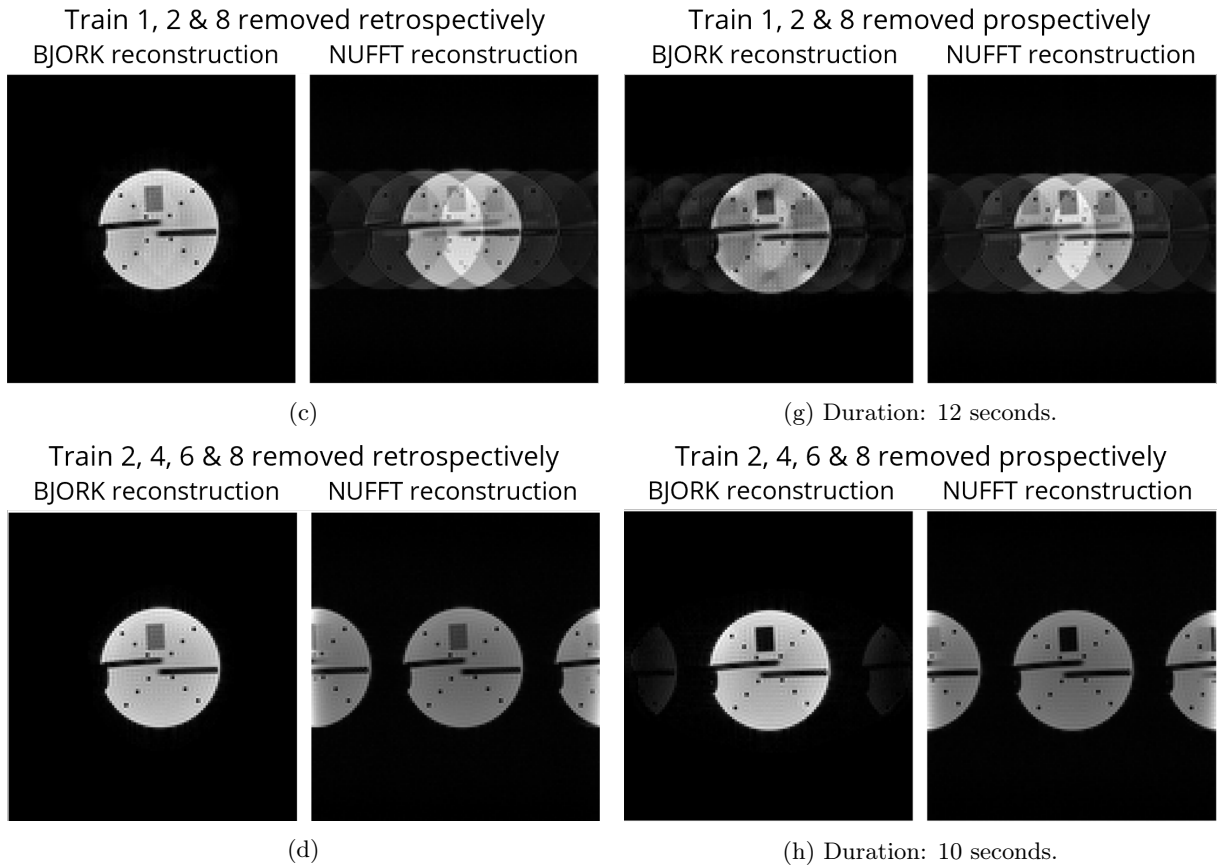 Train 1, 2 & 8 removed retrospectively
BJORK reconstruction NUFFT reconstruction
(c)
Train 1, 2 & 8 removed prospectively
BJORK reconstruction NUFFT reconstruction
(g) Duration: 12 seconds.
Train 2, 4, 6 & 8 removed retrospectively
BJORK reconstruction NUFFT reconstruction
(d)
Train 2, 4, 6 & 8 removed prospectively
BJORK reconstruction NUFFT reconstruction
(h) Duration: 10 seconds.